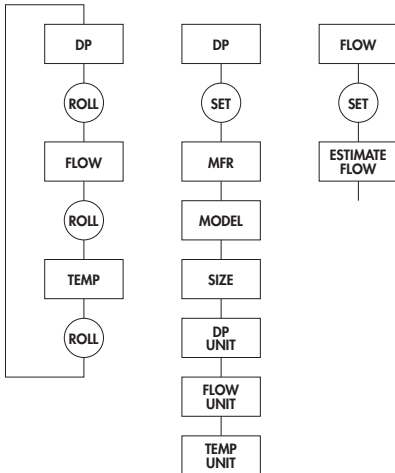 DP
ROLL
FLOW
ROLL
TEMP
ROLL
DP
SET
MFR
MODEL
SIZE
DP
UNIT
FLOW
UNIT
TEMP
UNIT
FLOW
SET
ESTIMATE
FLOW